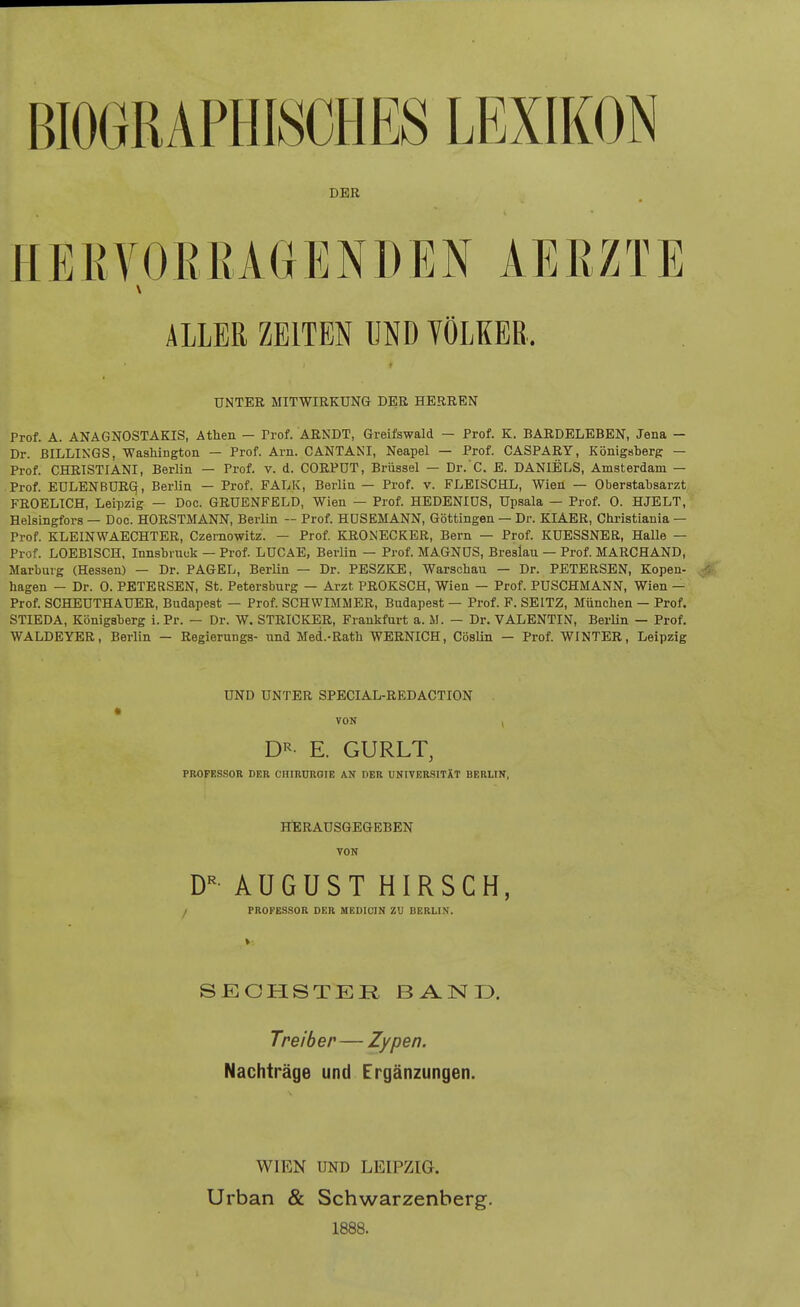 BIOGRAPHISCHES LEXIKON
DER
HERVORRAGENDEN AERZTE
ALLER ZEITEN UND VÖLKER.
UNTER MITWIRKUNG DER HERREN
Prof. A. ANAGNOSTAKIS, Athen — Prof. ARNDT, Greifswald — Prof. K. BARDELEBEN, Jena —
Dr. BILLINGS, Washington — Prof. Arn. CANTANI, Neapel — Prof. CASPARY, Königsberg —
Prof. CHRISTIANI, Berlin — Prof. v. d. CORPUT, Brüssel — Dr. C. E. DANIËLS, Amsterdam —
Prof. EULENBURG, Berlin — Prof. FALK, Berlin — Prof. v. FLEISCHL, Wien — Oberstabsarzt
FROELICH, Leipzig — Doc. GRUENFELD, Wien — Prof. HEDENIUS, Upsala — Prof. O. HJELT,
Helsingfors — Doc. HORSTMANN, Berlin — Prof. HUSEMANN, Göttingen — Dr. KIÀER, Christiania —
Prof. KLEINWAECHTER, Czernowitz. — Prof. KRONECKER, Bern — Prof. KUESSNER, Halle —
Prof. LOEBISCH, Innsbruck — Prof. LUCAE, Berlin — Prof. MAGNUS, Breslau — Prof. MARCHAND,
Marburg (Hessen) — Dr. PAGEL, Berlin — Dr. PESZKE, Warschau — Dr. PETERSEN, Kopen-
hagen — Dr. O. PETERSEN, St. Petersburg — Arzt PROKSCH, Wien — Prof. PUSCHMANN, Wien —
Prof. SCHEUTHAUER, Budapest — Prof. SCHWIMMER, Budapest — Prof. F. SEITZ, München — Prof.
STIEDA, Königsberg i. Pr. — Dr. W. STRICKER, Frankfurt a. M. — Dr. VALENTIN, Berlin — Prof.
WALDEYER, Berlin — Regierungs- und Med.-Rath WERNICH, Cöslin — Prof. WINTER, Leipzig
UND UNTER SPECIAL-REDACTION
VON
DR. E. GURLT,
PROFESSOR DER CHIRURGIE AN DER UNIVERSITÄT BERLIN,
HERAUSGEGEBEN
VON
DR. AUGUST HIRSCH,
PROFESSOR DER MEDICIN ZU BERLIN.
SECHSTER BAND.
Treiber — Zypen.
Nachträge und Ergänzungen.
WIEN UND LEIPZIG.
Urban & Schwarzenberg.
1888.